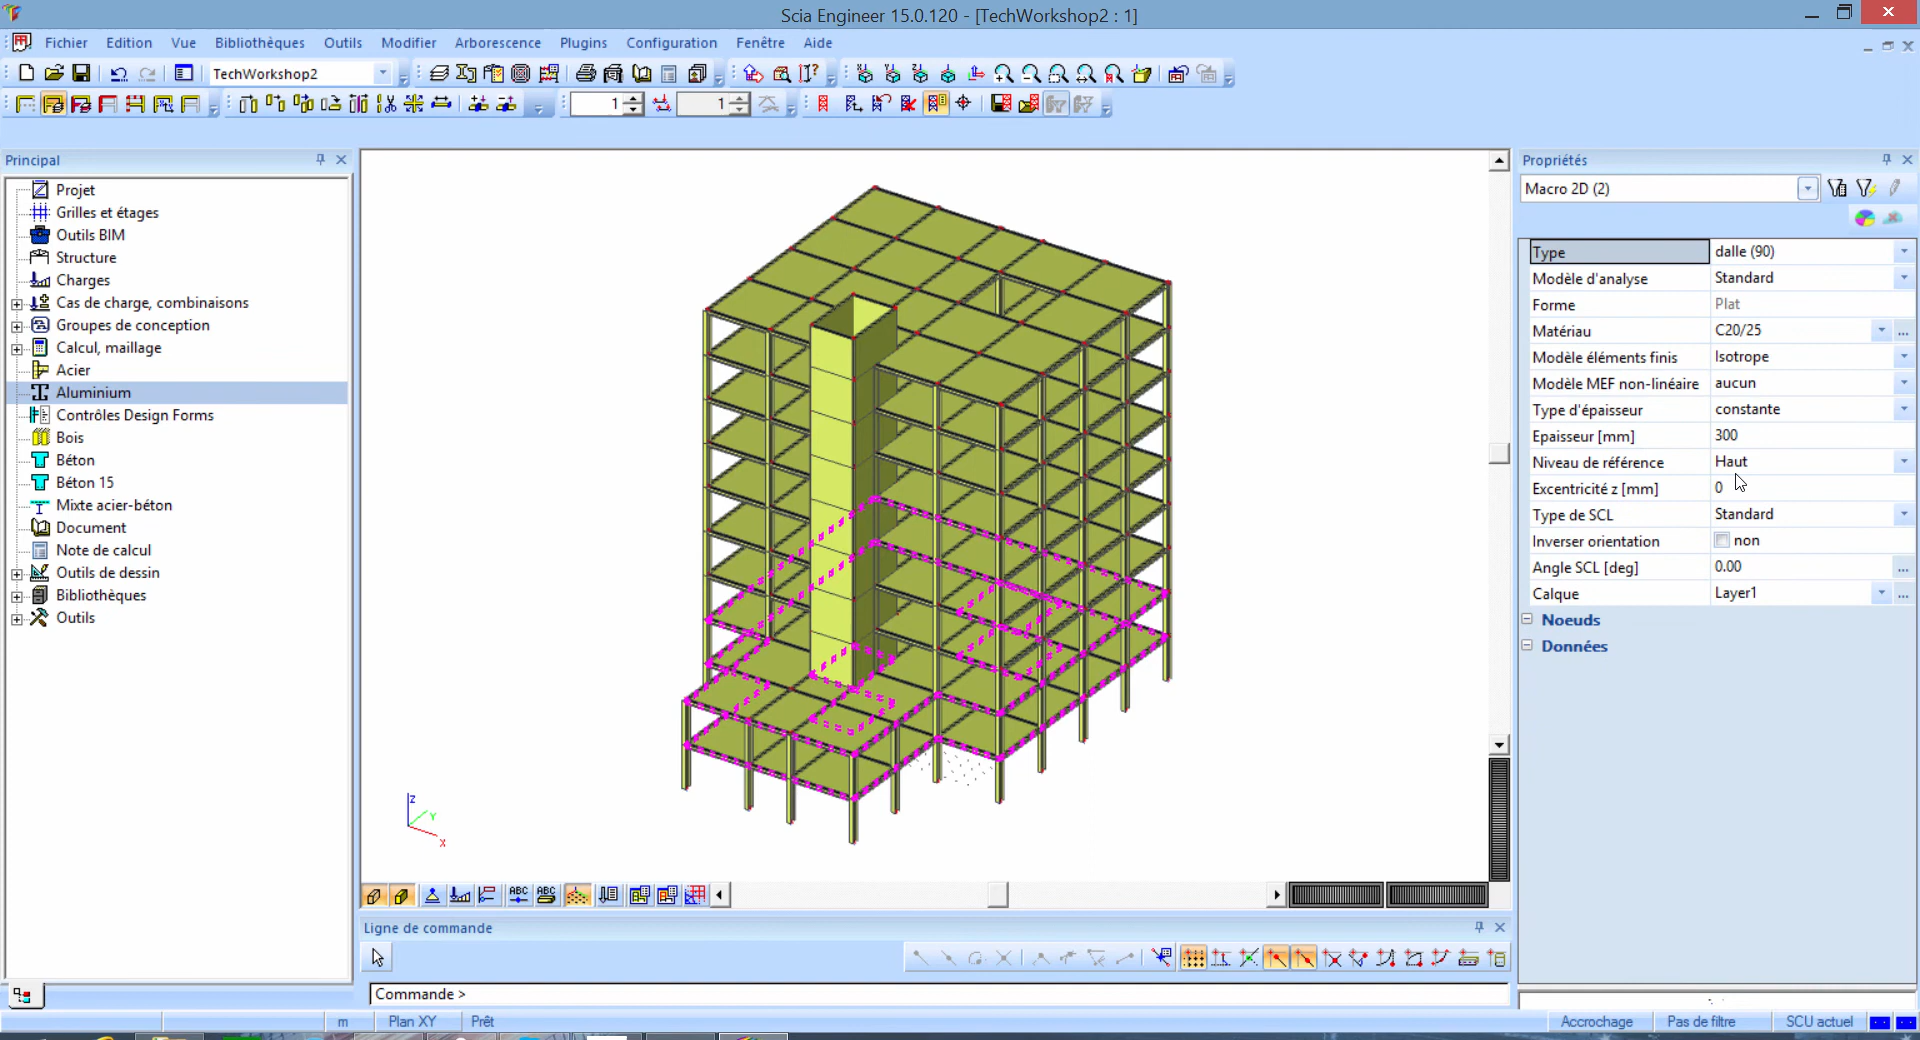 Scia Engineer 15.0.120 - [TechWorkshop2 : 1]
Fichier Edition Vue Bibliothèques Outils Modifier Arborescence Plugins Configuration Fenêtre Aide
TechWorkshop2
1 1
Principal
Projet
Grilles et étages
Outils BIM
Structure
Charges
Cas de charge, combinaisons
Groupes de conception
Calcul, maillage
Acier
Aluminium
Contrôles Design Forms
Bois
Béton
Béton 15
Mixte acier-béton
Document
Note de calcul
Outils de dessin
Bibliothèques
Outils
Z
Y
X
ABC ABC
Propriétés
Macro 2D (2)
Type dalle (90)
Modèle d'analyse Standard
Forme Plat
Matériau C20/25 ...
Modèle éléments finis Isotrope
Modèle MEF non-linéaire aucun
Type d'épaisseur constante
Epaisseur [mm] 300
Niveau de référence Haut
Excentricité z [mm] 0
Type de SCL Standard
Inverser orientation non
Angle SCL [deg] 0.00 ...
Calque Layer1 ...
Noeuds
Données
Ligne de commande
Commande >
m Plan XY Prêt Accrochage Pas de filtre SCU actuel